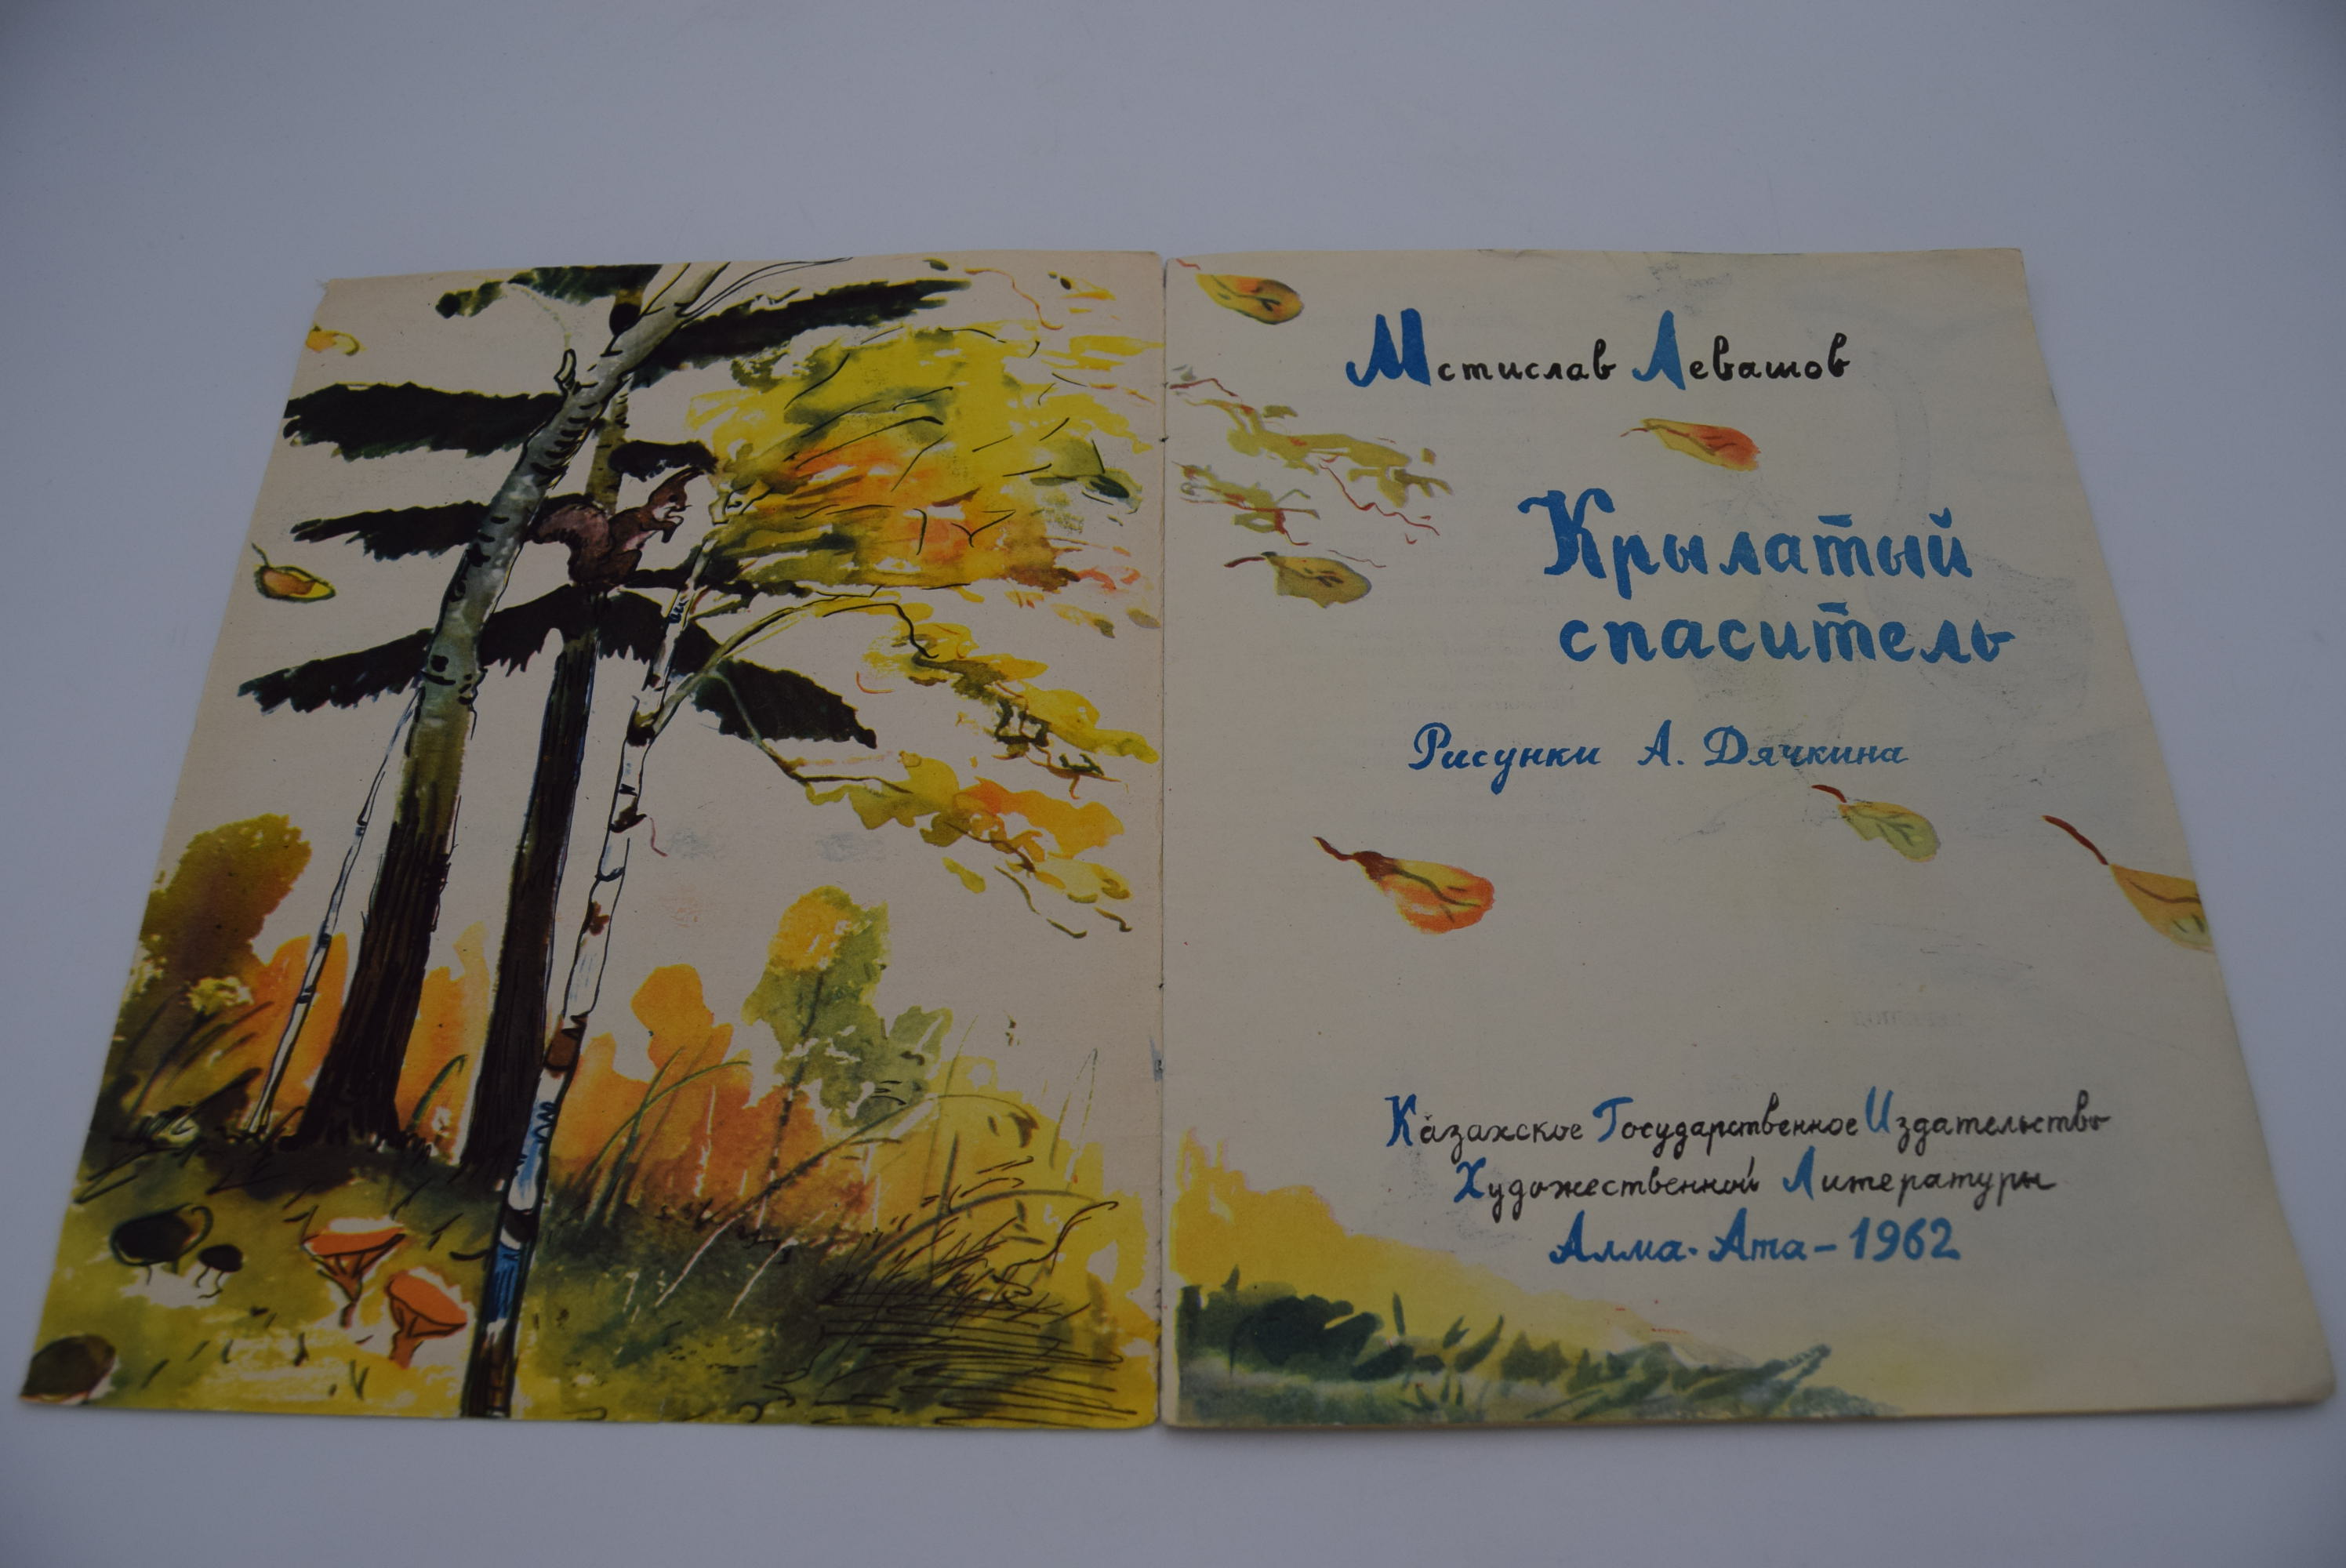 Мстислав Левашов
Крылатый
спаситель
Рисунки А. Дячкина
Казахское Государственное Издательство
Художественной Литературы
Алма-Ата – 1962